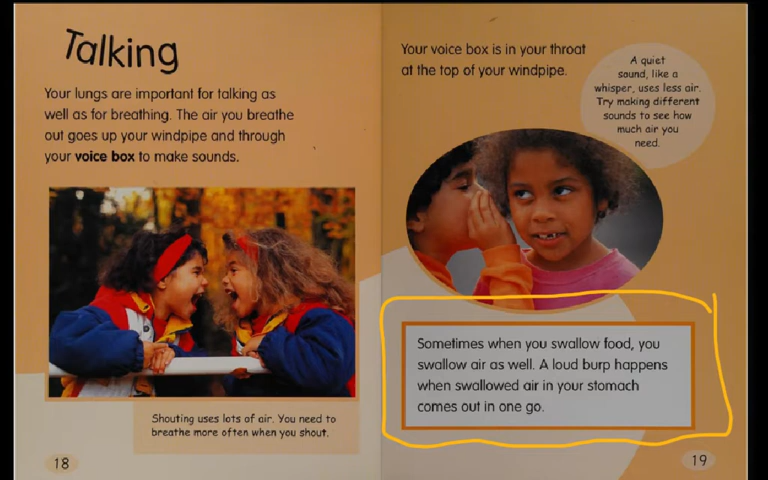 Talking
Your lungs are important for talking as
well as for breathing. The air you breathe
out goes up your windpipe and through
your voice box to make sounds.
Shouting uses lots of air. You need to
breathe more often when you shout.
18
Your voice box is in your throat
at the top of your windpipe.
A quiet
sound, like a
whisper, uses less air.
Try making different
sounds to see how
much air you
need.
Sometimes when you swallow food, you
swallow air as well. A loud burp happens
when swallowed air in your stomach
comes out in one go.
19